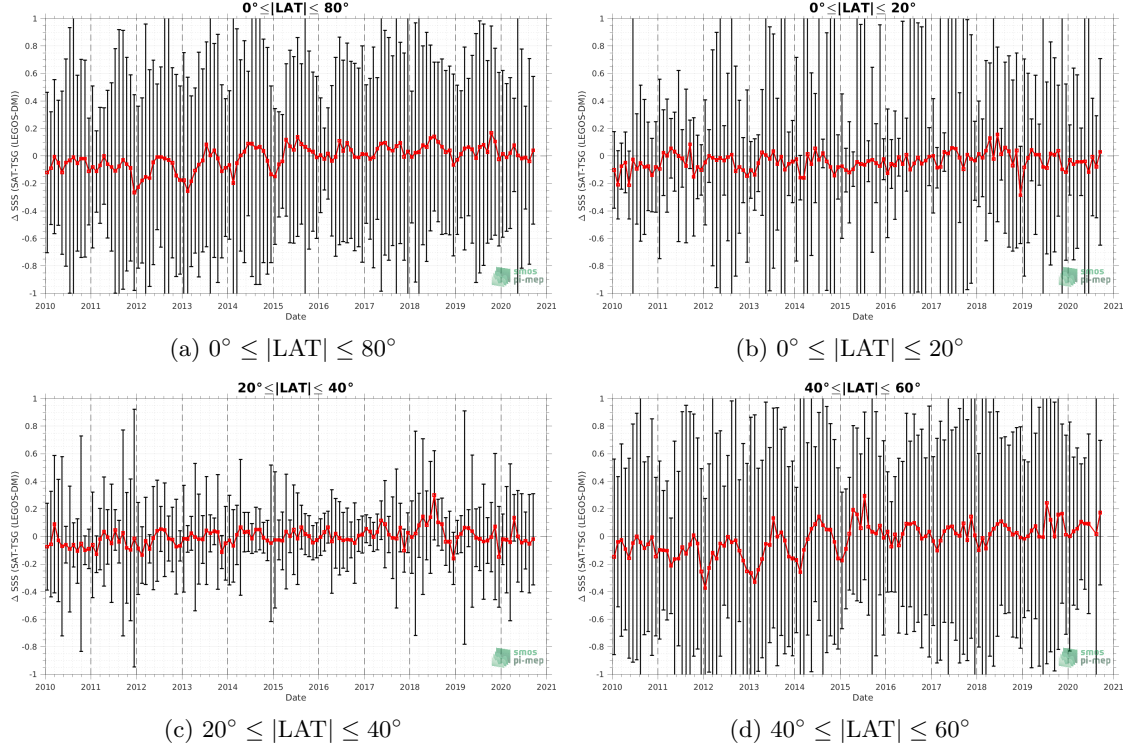 0°≤|LAT|≤ 80°
Δ SSS (SAT-TSG (LEGOS-DM))
1
0.8
0.6
0.4
0.2
0
-0.2
-0.4
-0.6
-0.8
-1
2010 2011 2012 2013 2014 2015 2016 2017 2018 2019 2020 2021
Date
smos
pi-mep
(a) 0° ≤ |LAT| ≤ 80°
0°≤|LAT|≤ 20°
Δ SSS (SAT-TSG (LEGOS-DM))
1
0.8
0.6
0.4
0.2
0
-0.2
-0.4
-0.6
-0.8
-1
2010 2011 2012 2013 2014 2015 2016 2017 2018 2019 2020 2021
Date
smos
pi-mep
(b) 0° ≤ |LAT| ≤ 20°
20°≤|LAT|≤ 40°
Δ SSS (SAT-TSG (LEGOS-DM))
1
0.8
0.6
0.4
0.2
0
-0.2
-0.4
-0.6
-0.8
-1
2010 2011 2012 2013 2014 2015 2016 2017 2018 2019 2020 2021
Date
smos
pi-mep
(c) 20° ≤ |LAT| ≤ 40°
40°≤|LAT|≤ 60°
Δ SSS (SAT-TSG (LEGOS-DM))
1
0.8
0.6
0.4
0.2
0
-0.2
-0.4
-0.6
-0.8
-1
2010 2011 2012 2013 2014 2015 2016 2017 2018 2019 2020 2021
Date
smos
pi-mep
(d) 40° ≤ |LAT| ≤ 60°